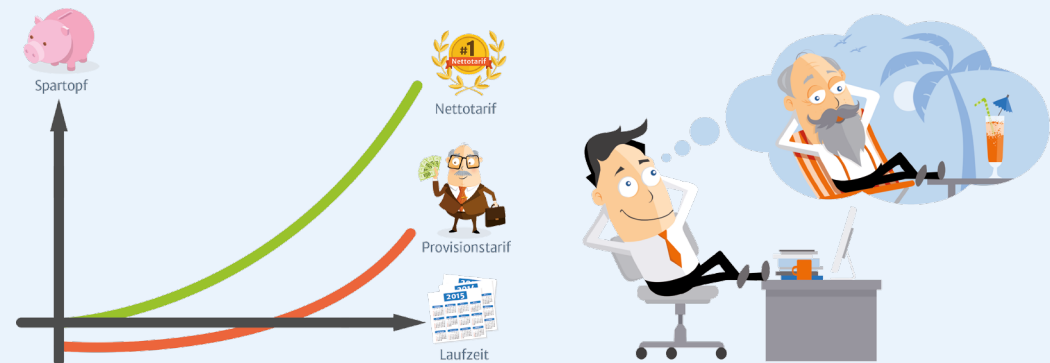 Spartopf
#1
Nettotarif
Nettotarif
Provisionstarif
2015
Laufzeit